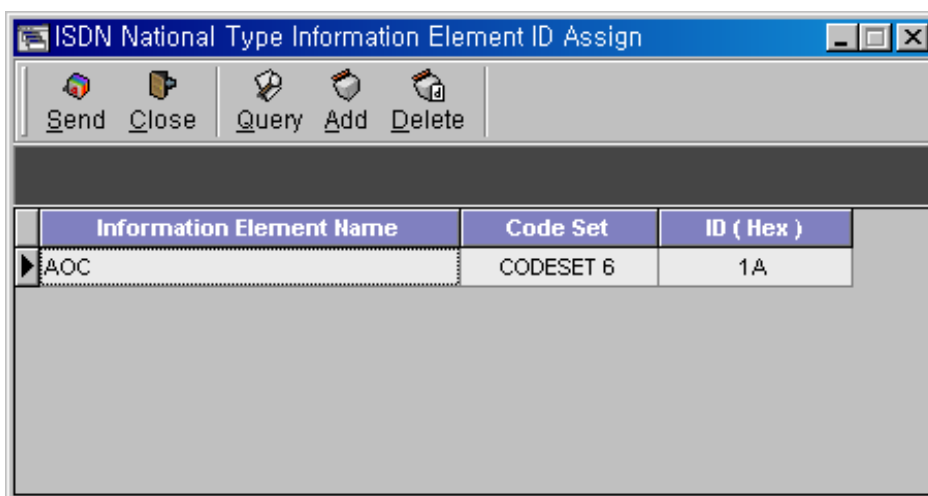 ISDN National Type Information Element ID Assign
Send Close Query Add Delete
Information Element Name Code Set ID ( Hex )
AOC CODESET 6 1A